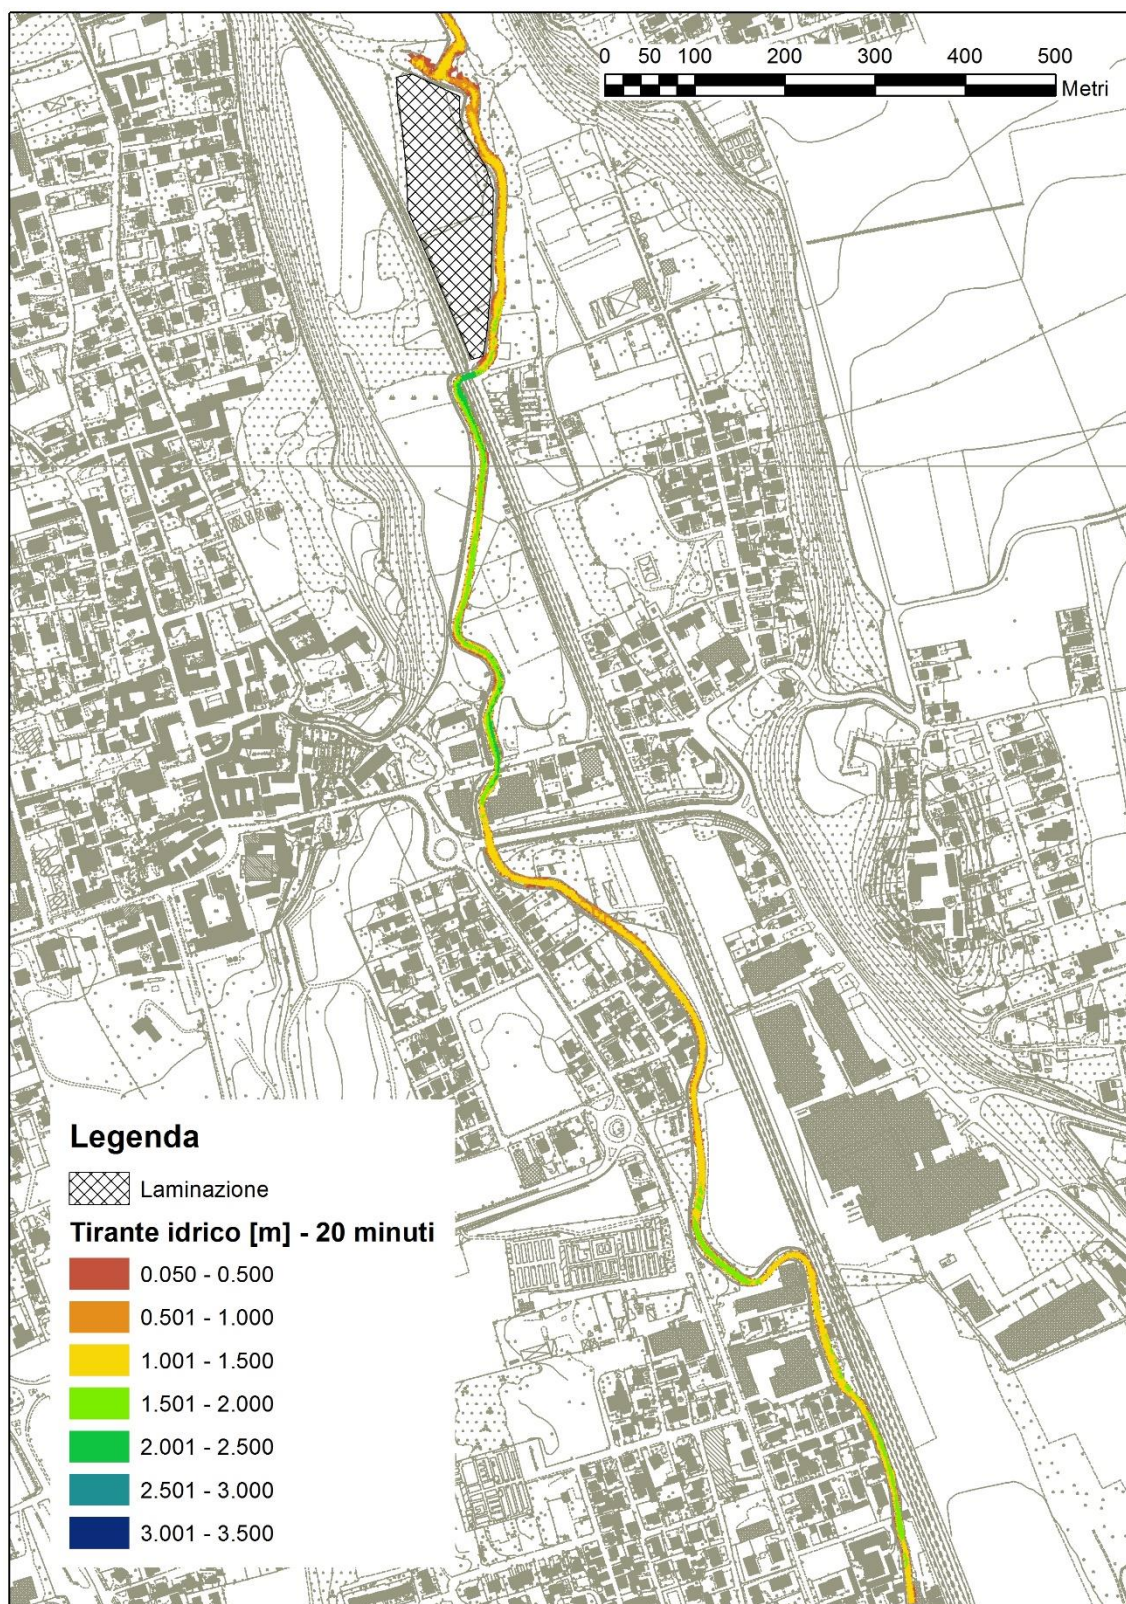 0 50 100 200 300 400 500
Metri
Legenda
Laminazione
Tirante idrico [m] - 20 minuti
0.050 - 0.500
0.501 - 1.000
1.001 - 1.500
1.501 - 2.000
2.001 - 2.500
2.501 - 3.000
3.001 - 3.500